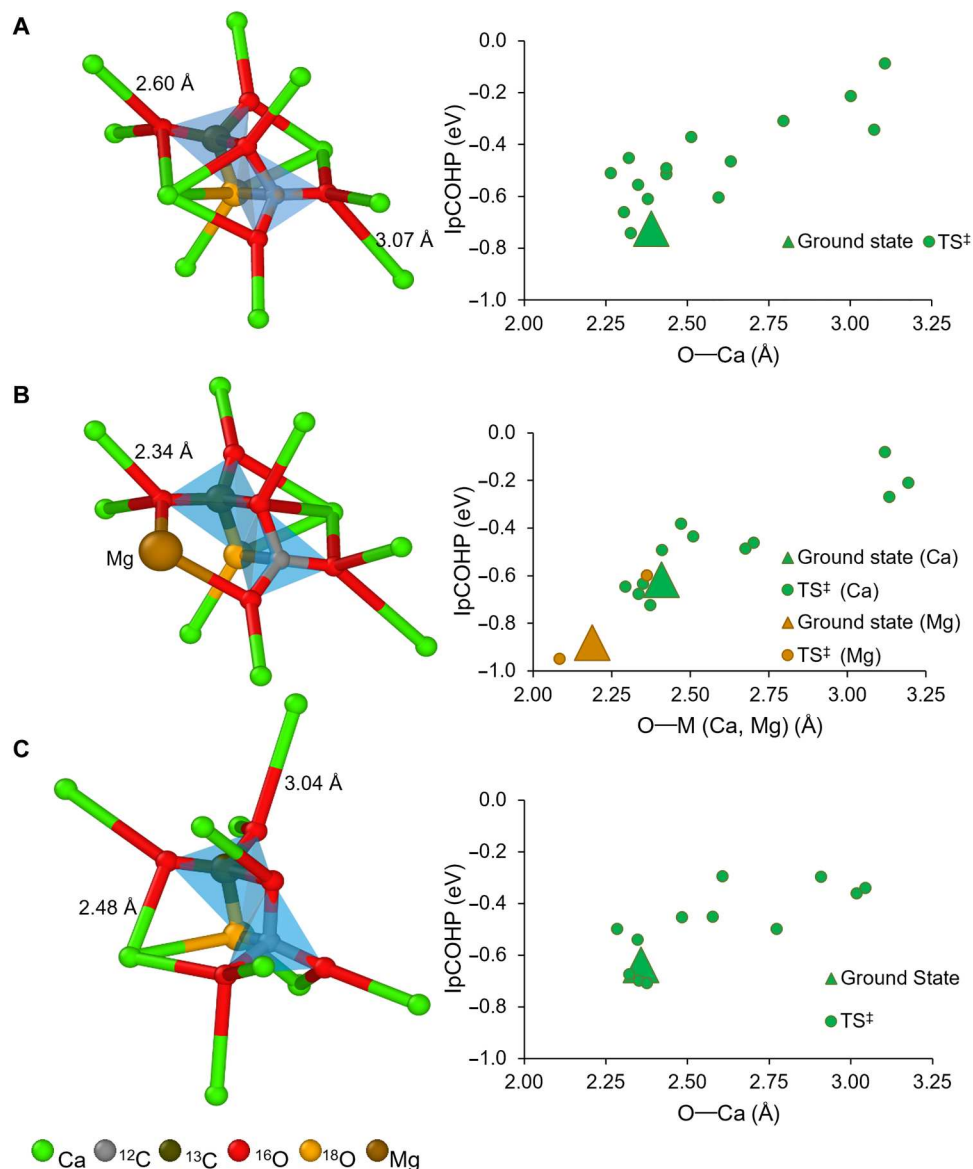 A
2.60 Å
3.07 Å
IpCOHP (eV)
0.0
−0.2
−0.4
−0.6
−0.8
−1.0
2.00 2.25 2.50 2.75 3.00 3.25
O—Ca (Å)
Ground state TS‡
B
2.34 Å
Mg
IpCOHP (eV)
0.0
−0.2
−0.4
−0.6
−0.8
−1.0
2.00 2.25 2.50 2.75 3.00 3.25
O—M (Ca, Mg) (Å)
Ground state (Ca)
TS‡ (Ca)
Ground state (Mg)
TS‡ (Mg)
C
3.04 Å
2.48 Å
IpCOHP (eV)
0.0
−0.2
−0.4
−0.6
−0.8
−1.0
2.00 2.25 2.50 2.75 3.00 3.25
O—Ca (Å)
Ground State
TS‡
Ca ¹²C ¹³C ¹⁶O ¹⁸O Mg